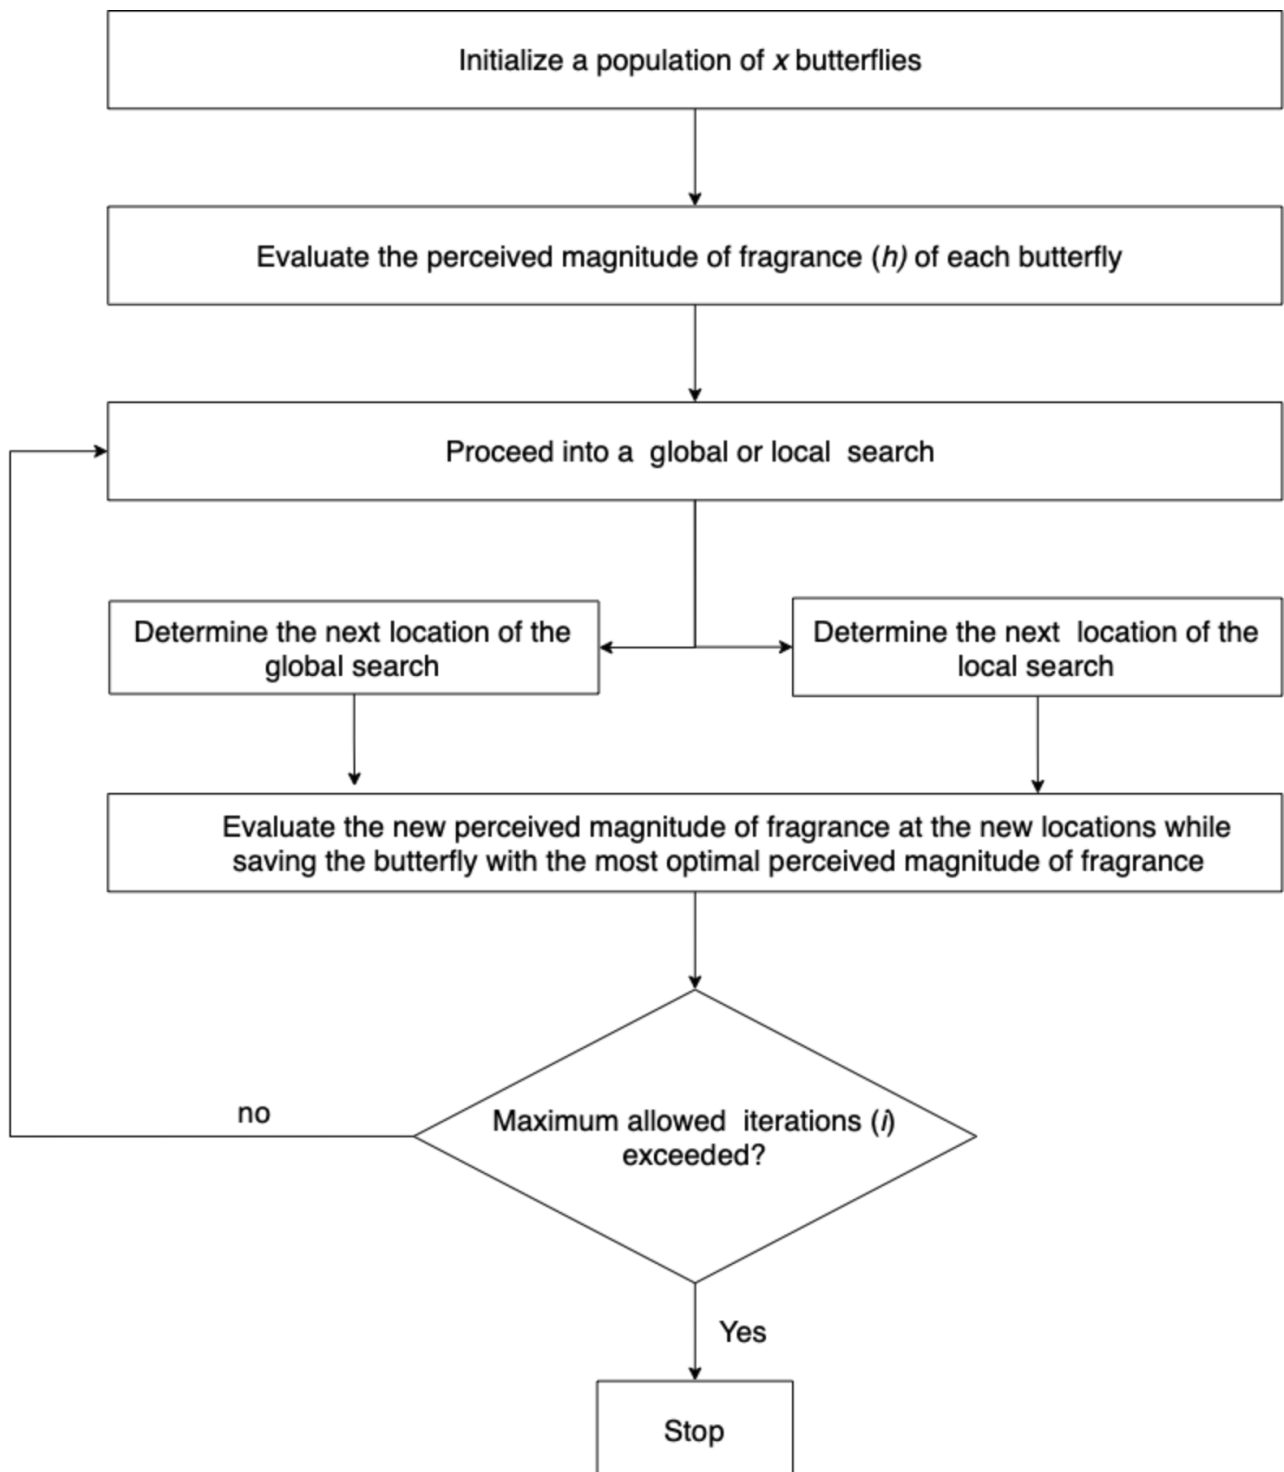 Initialize a population of x butterflies
Evaluate the perceived magnitude of fragrance (h) of each butterfly
Proceed into a global or local search
Determine the next location of the
global search
Determine the next location of the
local search
Evaluate the new perceived magnitude of fragrance at the new locations while
saving the butterfly with the most optimal perceived magnitude of fragrance
Maximum allowed iterations (i)
exceeded?
no
Yes
Stop